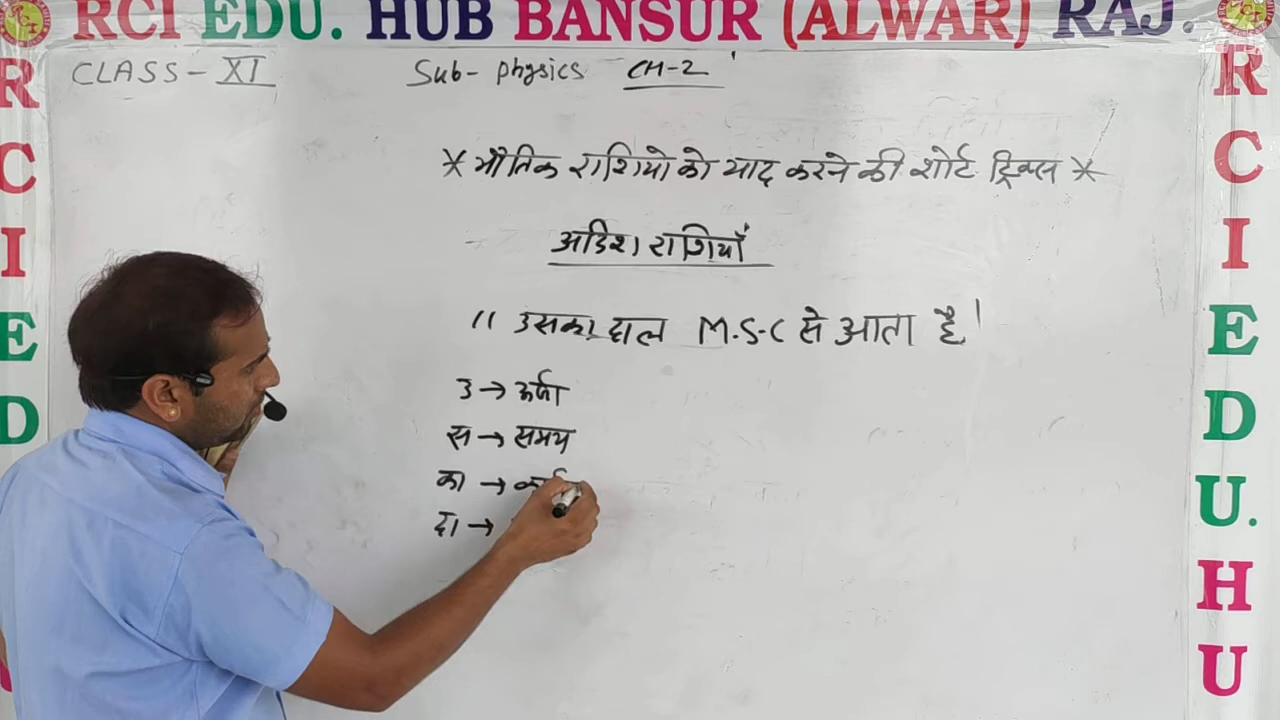 RCI EDU. HUB BANSUR (ALWAR) RAJ.
CLASS - XI Sub- Physics CH-2
* भौतिक राशियो को याद करने की शोर्ट ट्रिक्स *
अदिश राशियाँ
" उसका दाल M.S.C से आता है।
उ → ऊर्जा
स → समय
का →
दा →
R
C
I
E
D
R
C
I
E
D
U.
H
U